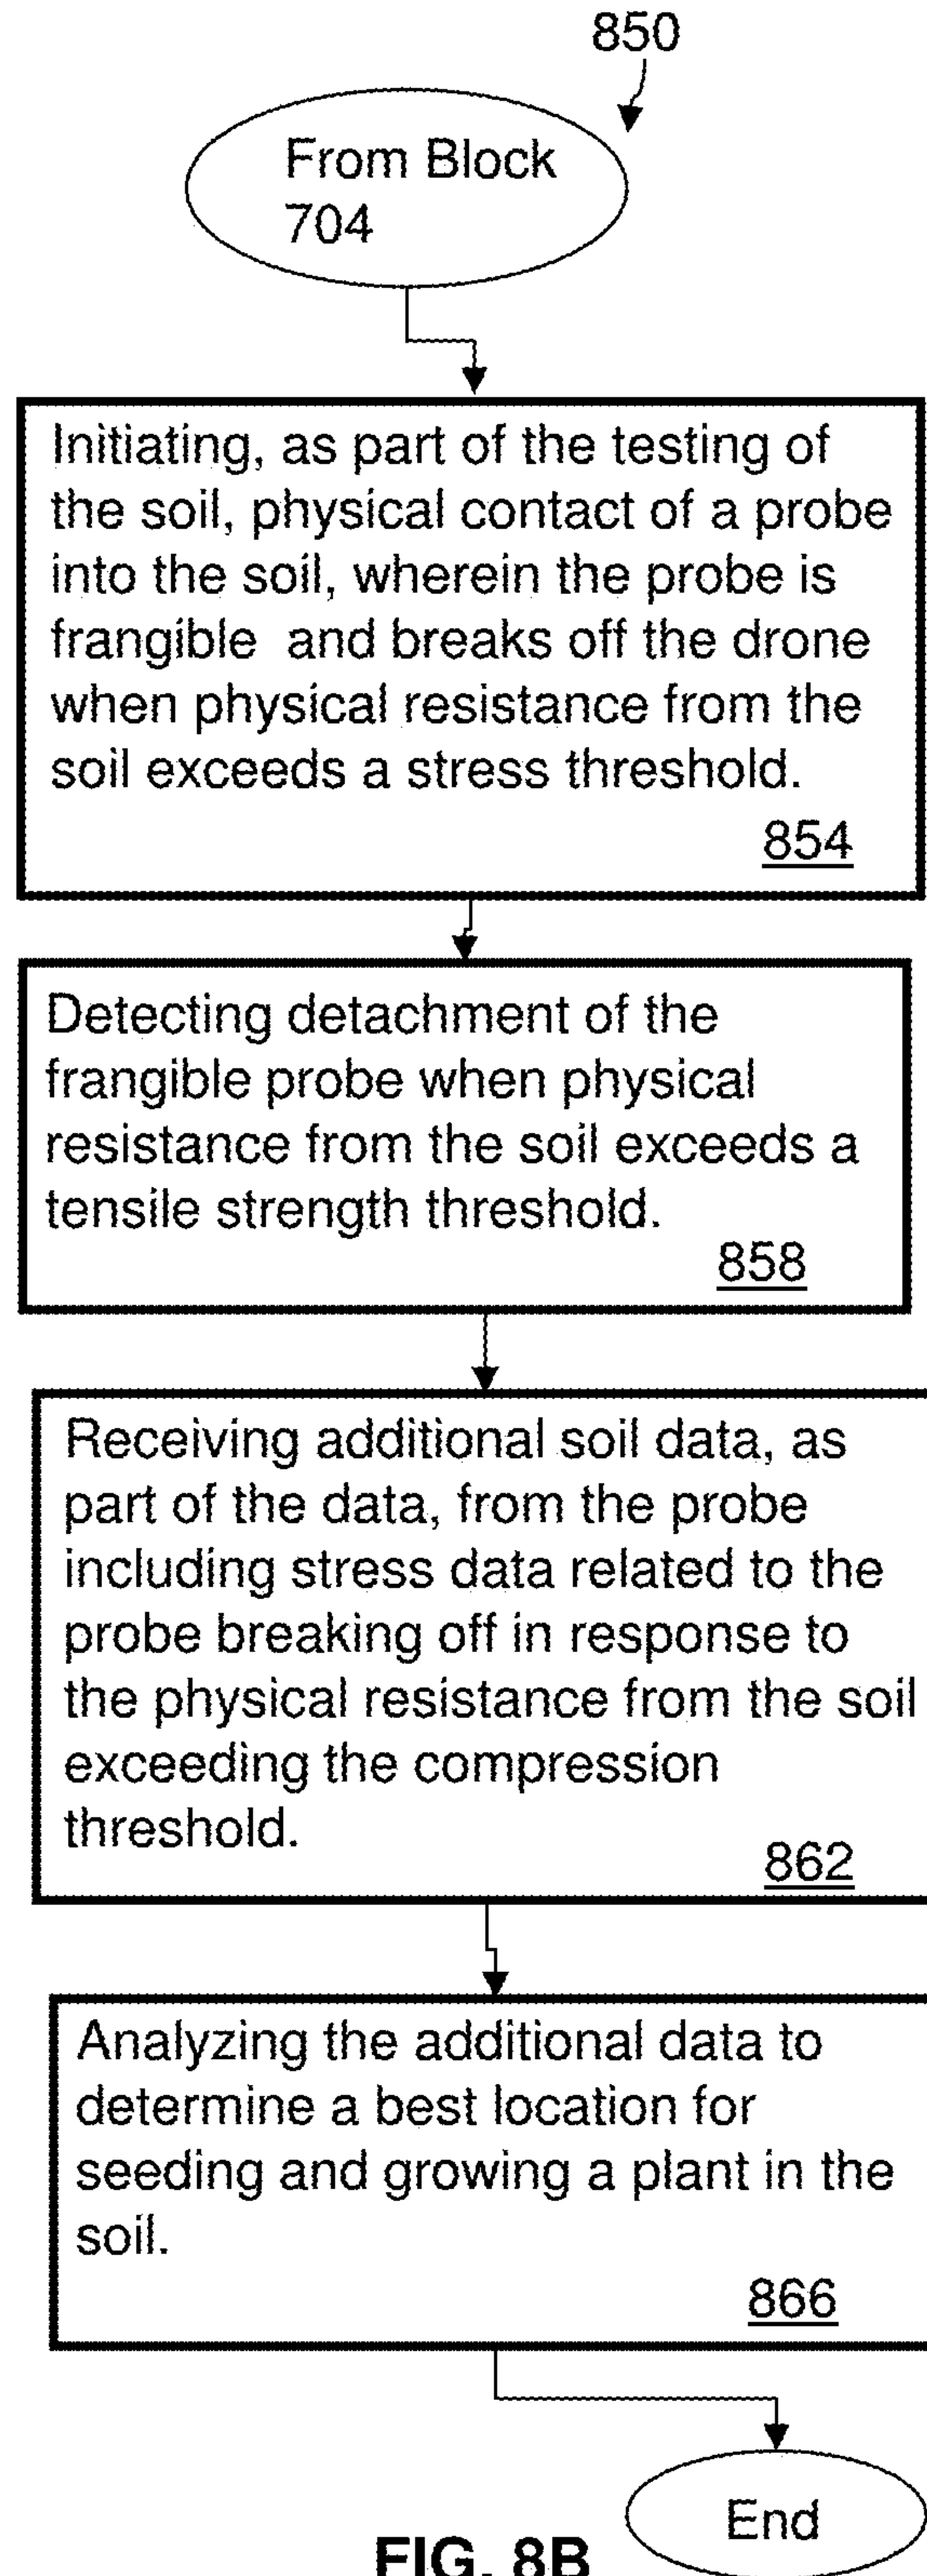 850
From Block
704
Initiating, as part of the testing of
the soil, physical contact of a probe
into the soil, wherein the probe is
frangible  and breaks off the drone
when physical resistance from the
soil exceeds a stress threshold.
854
Detecting detachment of the
frangible probe when physical
resistance from the soil exceeds a
tensile strength threshold.
858
Receiving additional soil data, as
part of the data, from the probe
including stress data related to the
probe breaking off in response to
the physical resistance from the soil
exceeding the compression
threshold.
862
Analyzing the additional data to
determine a best location for
seeding and growing a plant in the
soil.
866
End
FIG. 8B